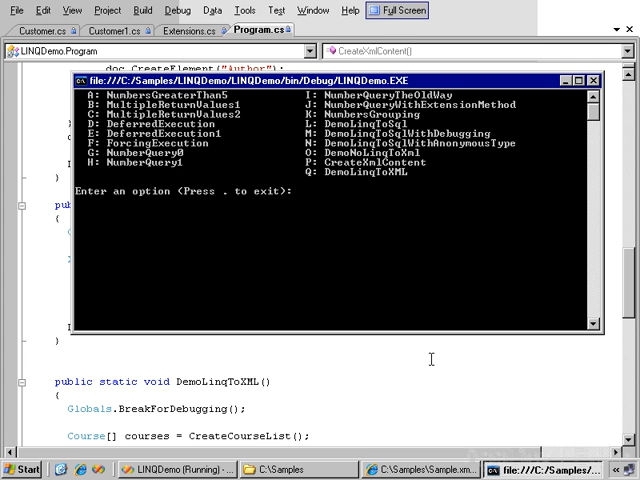 File Edit View Project Build Debug Data Tools Test Window Help Full Screen
Customer.cs Customer1.cs Extensions.cs Program.cs
LINQDemo.Program CreateXmlContent()
doc.CreateElement("Author");
file:///C:/Samples/LINQDemo/LINQDemo/bin/Debug/LINQDemo.EXE
A: NumbersGreaterThan5 I: NumberQueryTheOldWay
B: MultipleReturnValues1 J: NumberQueryWithExtensionMethod
C: MultipleReturnValues2 K: NumbersGrouping
D: DeferredExecution L: DemoLinqToSql
E: DeferredExecution1 M: DemoLinqToSqlWithDebugging
F: ForcingExecution N: DemoLinqToSqlWithAnonymousType
G: NumberQuery0 O: DemoNoLinqToXml
H: NumberQuery1 P: CreateXmlContent
Q: DemoLinqToXML
Enter an option (Press . to exit):
}
pub
{
}
public static void DemoLinqToXML()
{
Globals.BreakForDebugging();
Course[] courses = CreateCourseList();
Start LINQDemo (Running) - ... C:\Samples C:\Samples\Sample.xm... file:///C:/Samples/...